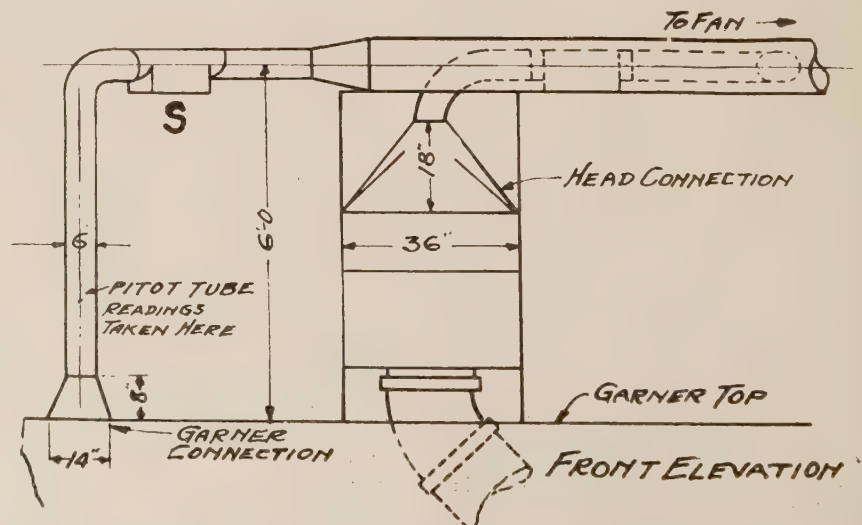 TO FAN
S
18"
HEAD CONNECTION
6'-0
36"
6"
PITOT TUBE
READINGS
TAKEN HERE
8"
GARNER TOP
GARNER
CONNECTION
14"
FRONT ELEVATION